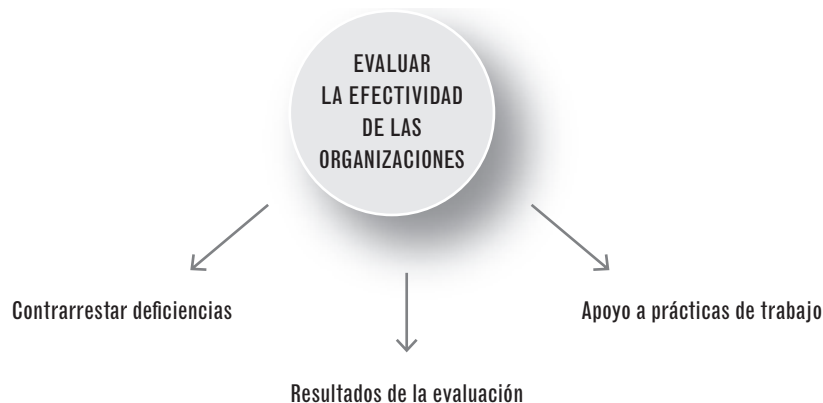 EVALUAR
LA EFECTIVIDAD
DE LAS
ORGANIZACIONES
Contrarrestar deficiencias
Apoyo a prácticas de trabajo
Resultados de la evaluación